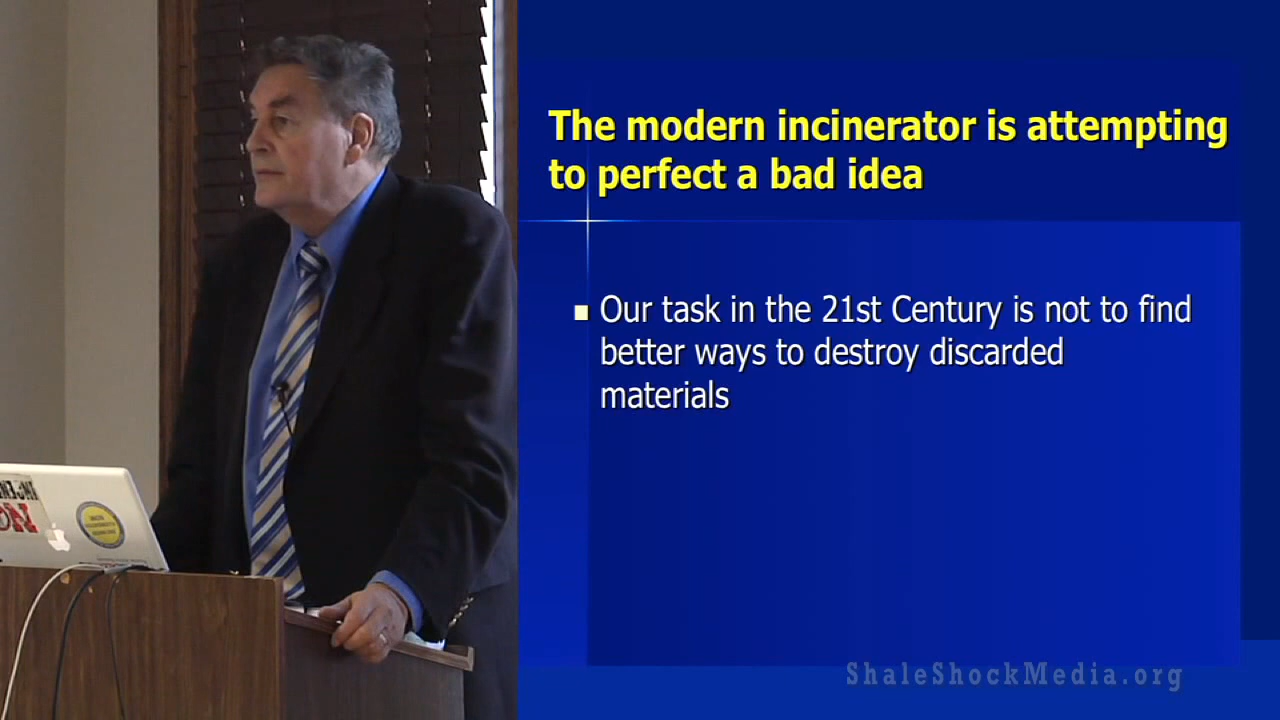 The modern incinerator is attempting
to perfect a bad idea
Our task in the 21st Century is not to find
better ways to destroy discarded
materials
ShaleShockMedia.org